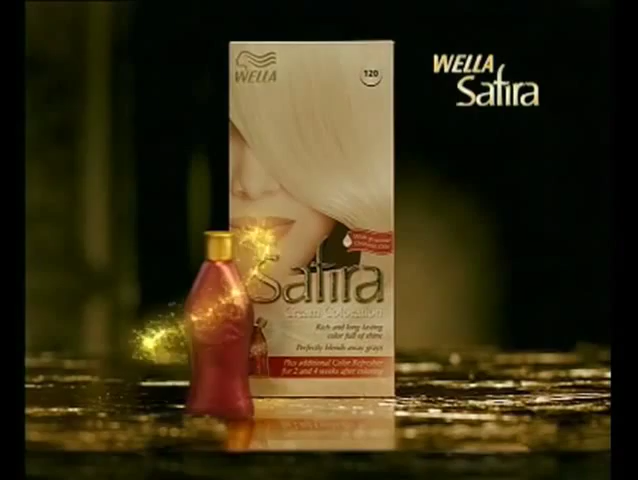 WELLA
120
WELLA
Safira
Safira
Cream Coloration
Rich and long lasting
color full of shine
Perfectly blends away grays
Plus additional Color Refresher
for 2 and 4 weeks after coloring